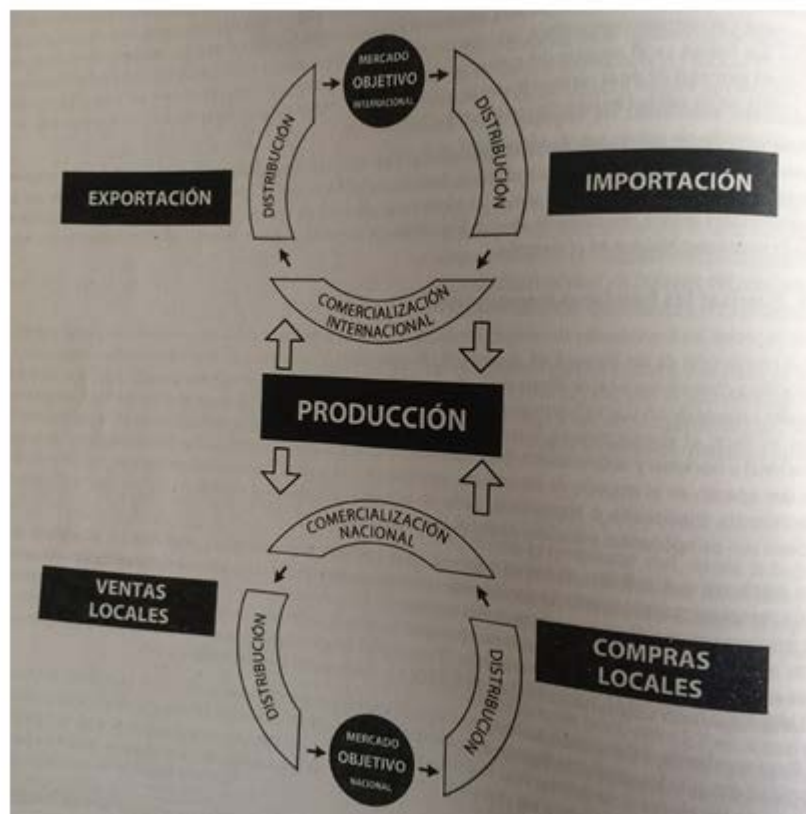 MERCADO
OBJETIVO
INTERNACIONAL
DISTRIBUCIÓN
DISTRIBUCIÓN
EXPORTACIÓN
IMPORTACIÓN
COMERCIALIZACIÓN
INTERNACIONAL
PRODUCCIÓN
COMERCIALIZACIÓN
NACIONAL
VENTAS
LOCALES
DISTRIBUCIÓN
DISTRIBUCIÓN
COMPRAS
LOCALES
MERCADO
OBJETIVO
NACIONAL